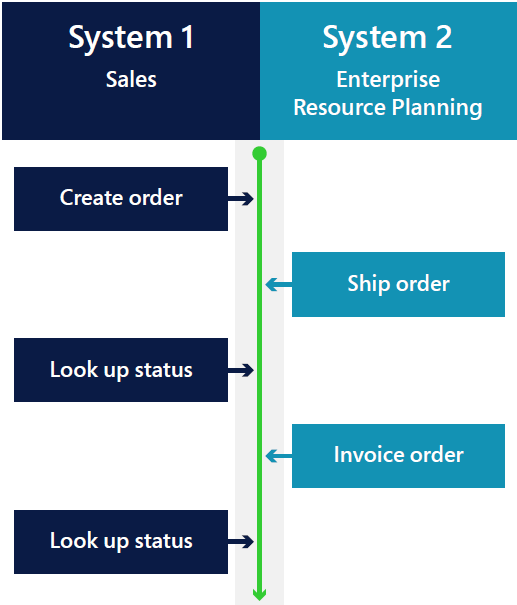 System 1
Sales
System 2
Enterprise
Resource Planning
Create order
Ship order
Look up status
Invoice order
Look up status